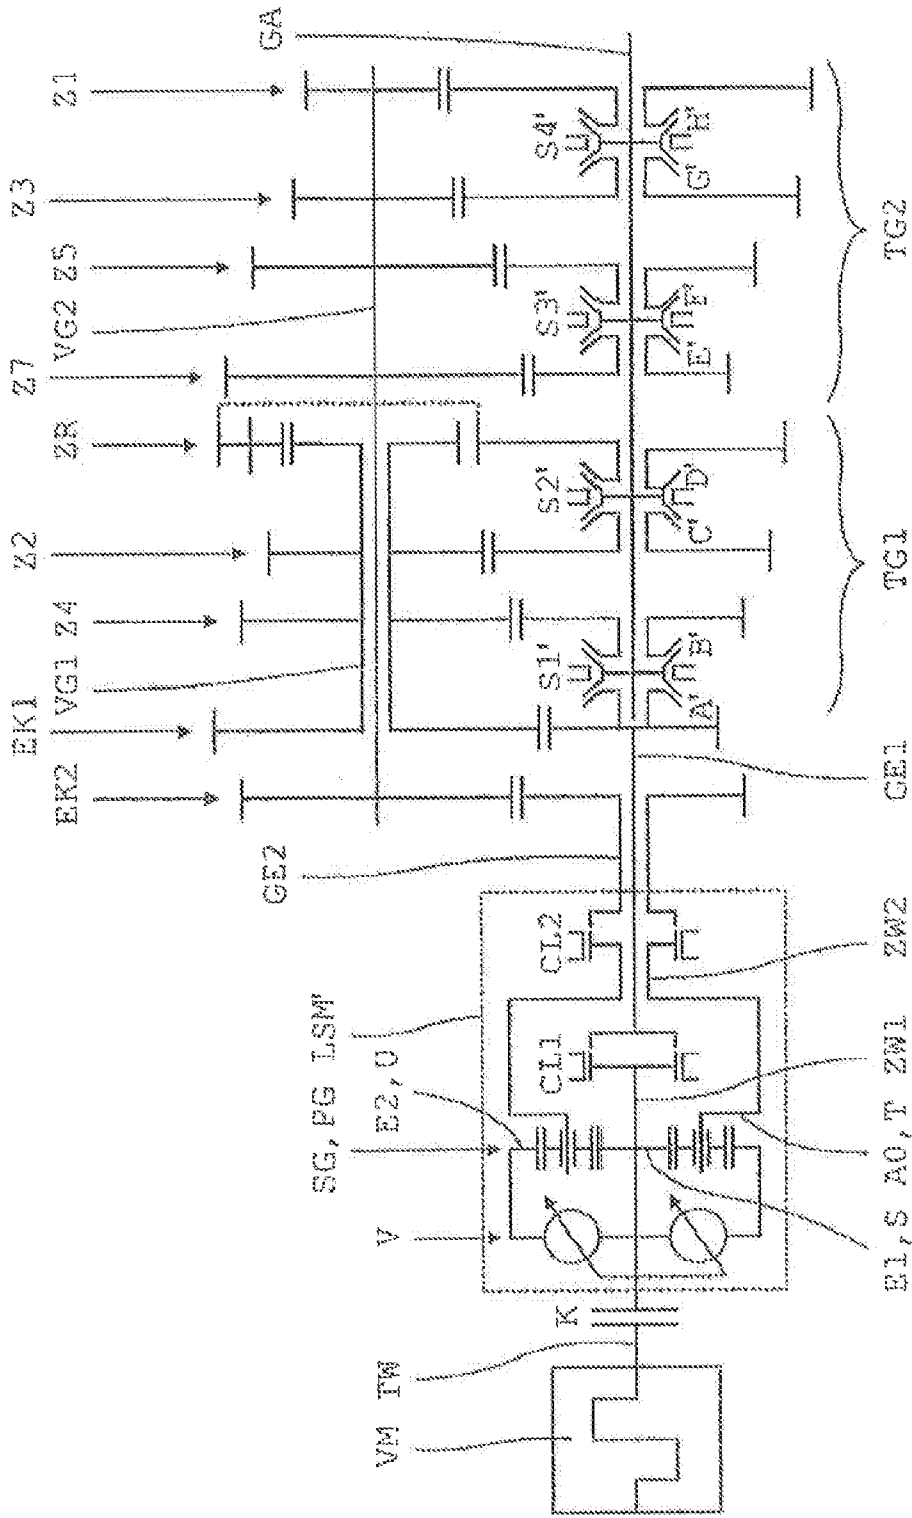 VM
TW
K
V
SG, PG
LSM'
E2, U
CL1
CL2
GE2
EK2
EK1
VG1
Z4
Z2
ZR
Z7
VG2
Z5
Z3
Z1
GA
S1'
S2'
S3'
S4'
A'
B'
C'
D'
E'
F'
G'
H'
E1, S
A0, T
ZW1
ZW2
GE1
TG1
TG2